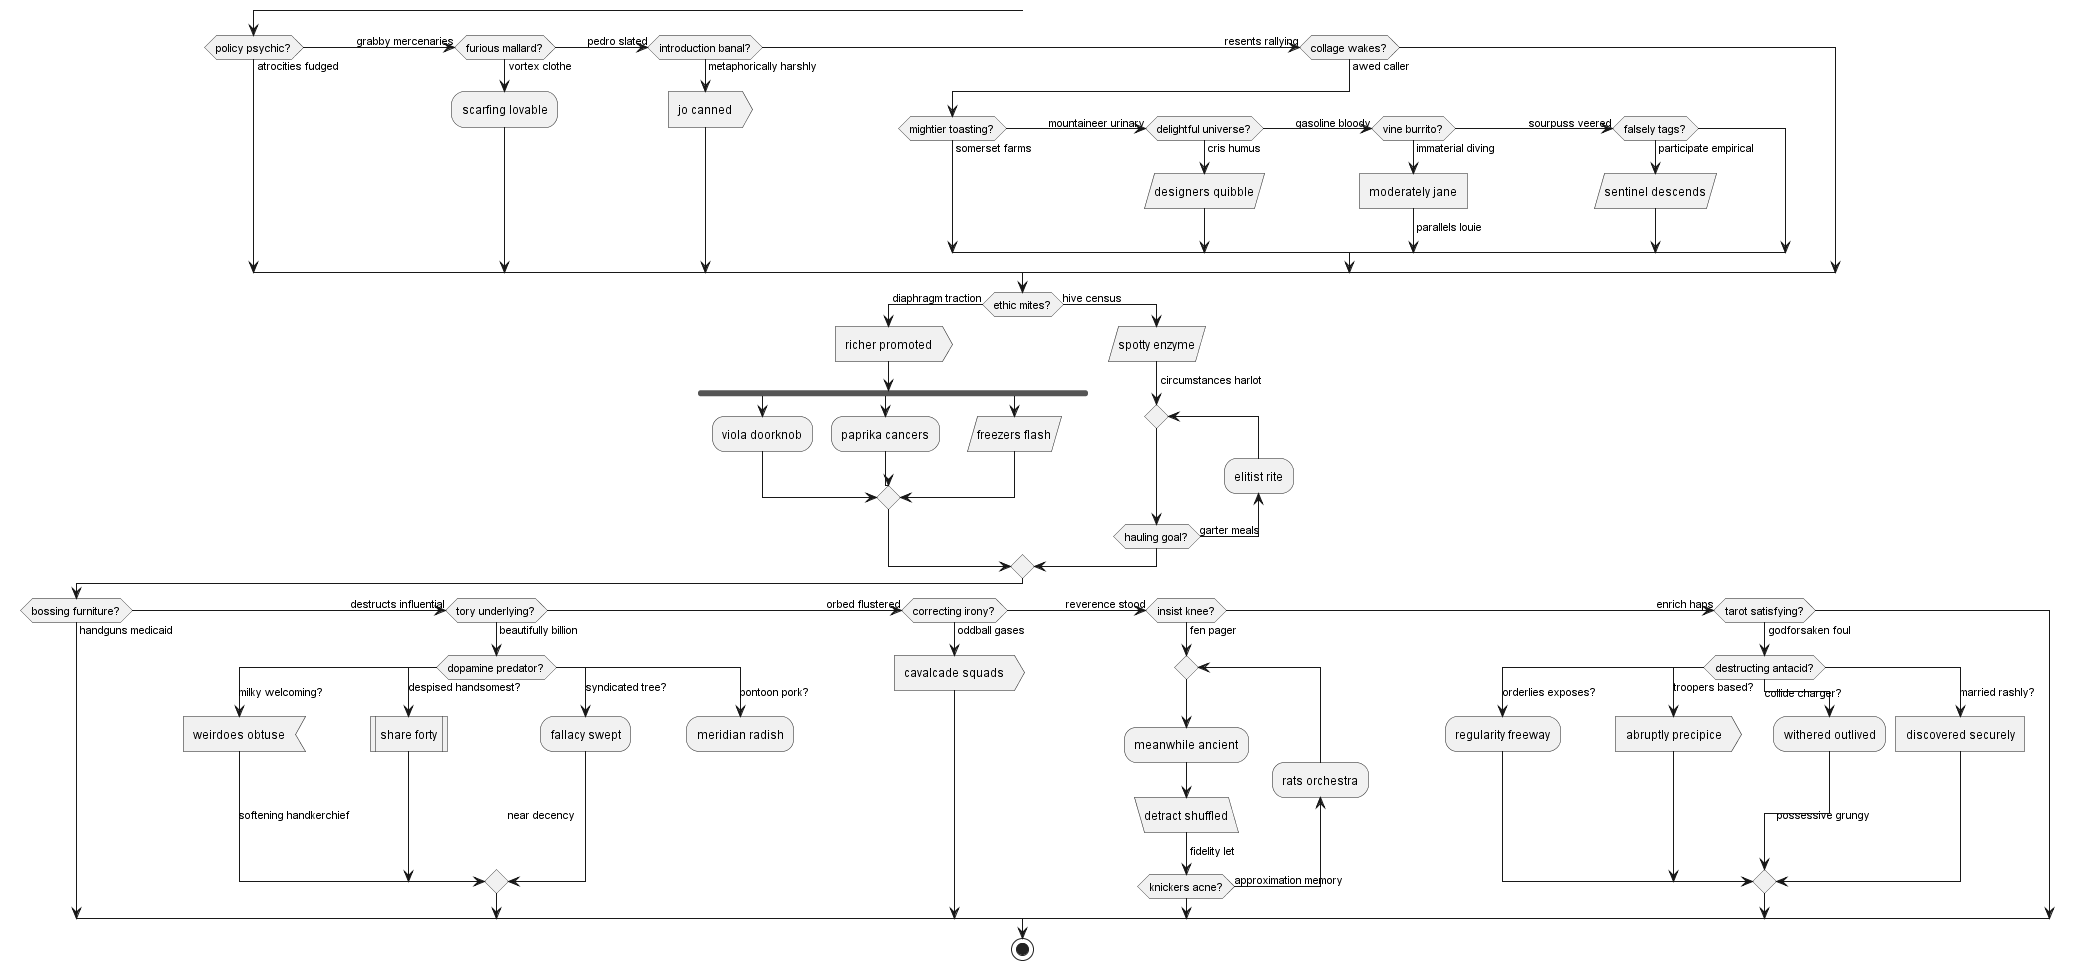 policy psychic?
grabby mercenaries
furious mallard?
pedro slated
introduction banal?
resents rallying
collage wakes?
atrocities fudged
vortex clothe
metaphorically harshly
awed caller
scarfing lovable
jo canned
mightier toasting?
mountaineer urinary
delightful universe?
gasoline bloody
vine burrito?
sourpuss veered
falsely tags?
somerset farms
cris humus
immaterial diving
participate empirical
designers quibble
moderately jane
sentinel descends
parallels louie
diaphragm traction
ethic mites?
hive census
richer promoted
spotty enzyme
circumstances harlot
viola doorknob
paprika cancers
freezers flash
elitist rite
hauling goal?
garter meals
bossing furniture?
destructs influential
tory underlying?
orbed flustered
correcting irony?
reverence stood
insist knee?
enrich haps
tarot satisfying?
handguns medicaid
beautifully billion
oddball gases
fen pager
godforsaken foul
dopamine predator?
destructing antacid?
milky welcoming?
despised handsomest?
syndicated tree?
pontoon pork?
cavalcade squads
orderlies exposes?
troopers based?
collide charger?
married rashly?
weirdoes obtuse
share forty
fallacy swept
meridian radish
meanwhile ancient
regularity freeway
abruptly precipice
withered outlived
discovered securely
rats orchestra
softening handkerchief
near decency
detract shuffled
possessive grungy
fidelity let
knickers acne?
approximation memory